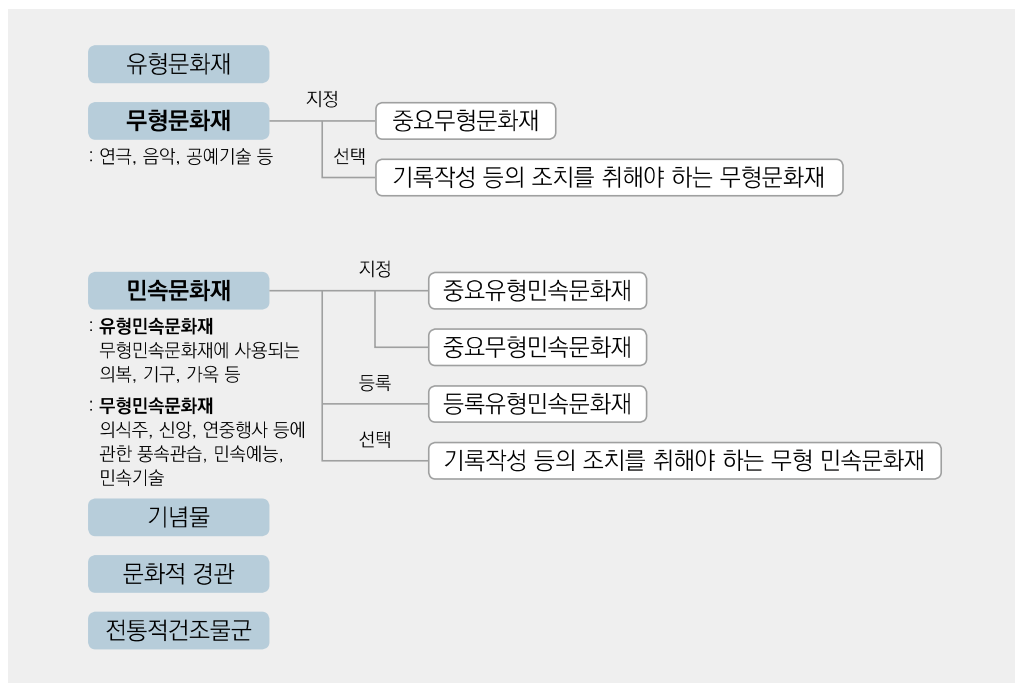 유형문화재
무형문화재
: 연극, 음악, 공예기술 등
지정
중요무형문화재
선택
기록작성 등의 조치를 취해야 하는 무형문화재
민속문화재
: 유형민속문화재
무형민속문화재에 사용되는
의복, 기구, 가옥 등
: 무형민속문화재
의식주, 신앙, 연중행사 등에
관한 풍속관습, 민속예능,
민속기술
지정
중요유형민속문화재
중요무형민속문화재
등록
등록유형민속문화재
선택
기록작성 등의 조치를 취해야 하는 무형 민속문화재
기념물
문화적 경관
전통적건조물군